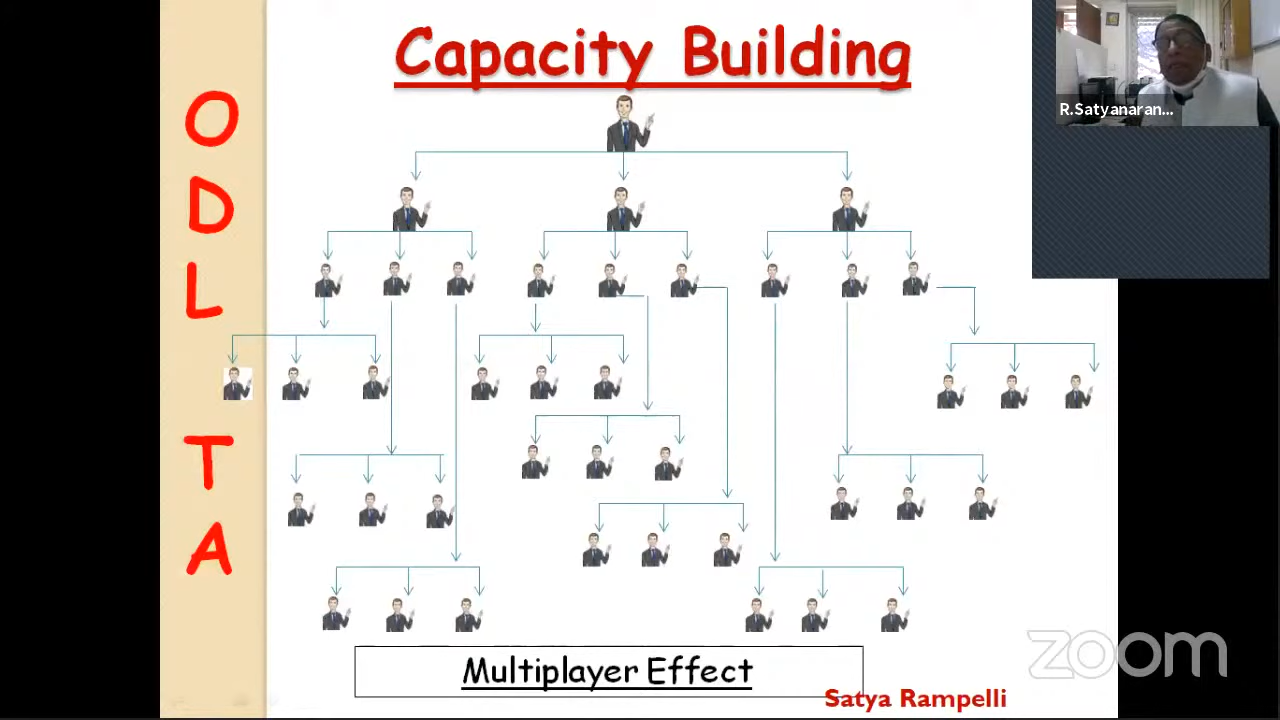 Capacity Building
O
D
L
T
A
R.Satyanaran...
Multiplayer Effect
Satya Rampelli
zoom